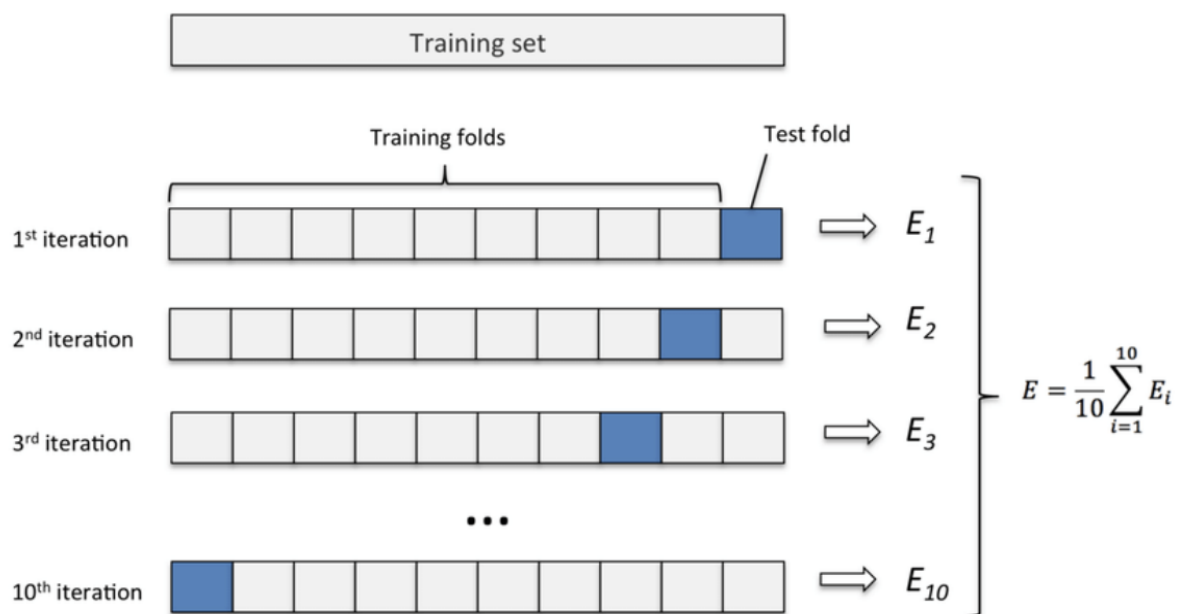 Training set
Training folds
Test fold
1st iteration
E1
2nd iteration
E2
3rd iteration
E3
E = 1/10 ∑ i=1 10 Ei
...
10th iteration
E10